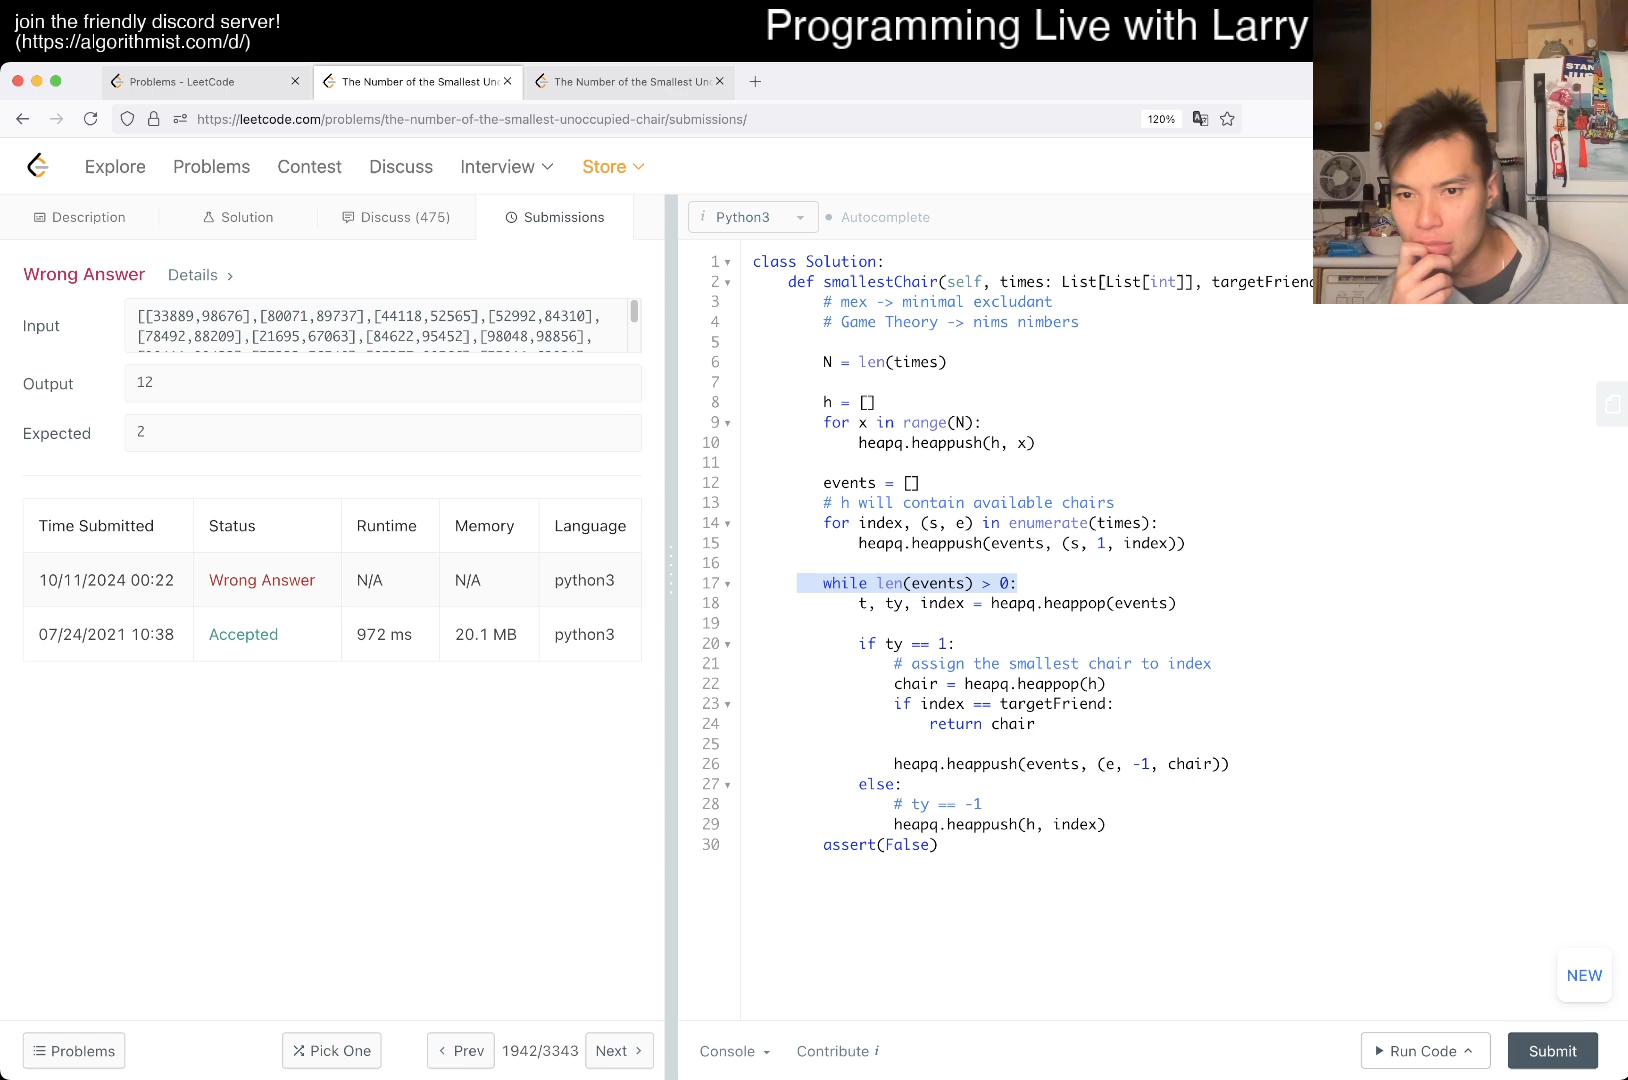 join the friendly discord server!
(https://algorithmist.com/d/)
Programming Live with Larry
Problems - LeetCode
The Number of the Smallest Uno
The Number of the Smallest Uno
https://leetcode.com/problems/the-number-of-the-smallest-unoccupied-chair/submissions/
120%
Explore
Problems
Contest
Discuss
Interview
Store
Description
Solution
Discuss (475)
Submissions
Wrong Answer
Details
Input
[[33889,98676],[80071,89737],[44118,52565],[52992,84310],
[78492,88209],[21695,67063],[84622,95452],[98048,98856],
Output
12
Expected
2
Time Submitted Status Runtime Memory Language
10/11/2024 00:22 Wrong Answer N/A N/A python3
07/24/2021 10:38 Accepted 972 ms 20.1 MB python3
Problems
Pick One
Prev
1942/3343
Next
i Python3
Autocomplete
1 class Solution:
2 def smallestChair(self, times: List[List[int]], targetFriend
3 # mex -> minimal excludant
4 # Game Theory -> nims nimbers
5
6 N = len(times)
7
8 h = []
9 for x in range(N):
10 heapq.heappush(h, x)
11
12 events = []
13 # h will contain available chairs
14 for index, (s, e) in enumerate(times):
15 heapq.heappush(events, (s, 1, index))
16
17 while len(events) > 0:
18 t, ty, index = heapq.heappop(events)
19
20 if ty == 1:
21 # assign the smallest chair to index
22 chair = heapq.heappop(h)
23 if index == targetFriend:
24 return chair
25
26 heapq.heappush(events, (e, -1, chair))
27 else:
28 # ty == -1
29 heapq.heappush(h, index)
30 assert(False)
NEW
Console
Contribute i
Run Code
Submit
STAN